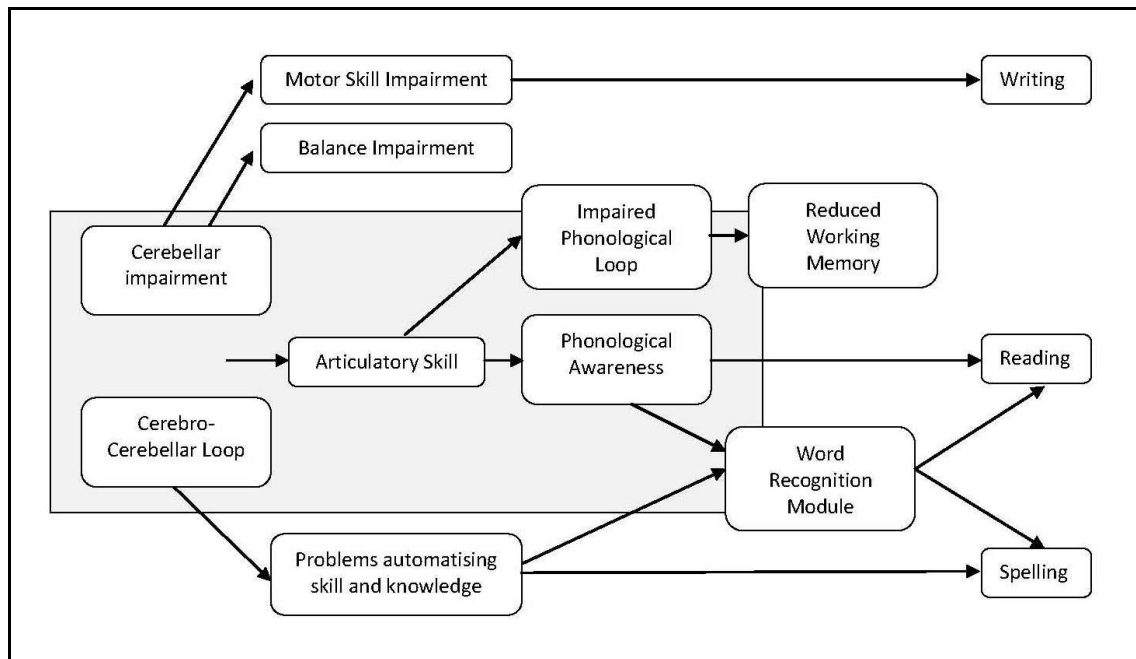 Motor Skill Impairment
Writing
Balance Impairment
Impaired
Phonological
Loop
Reduced
Working
Memory
Cerebellar
impairment
Articulatory Skill
Phonological
Awareness
Reading
Cerebro-
Cerebellar Loop
Word
Recognition
Module
Problems automatising
skill and knowledge
Spelling